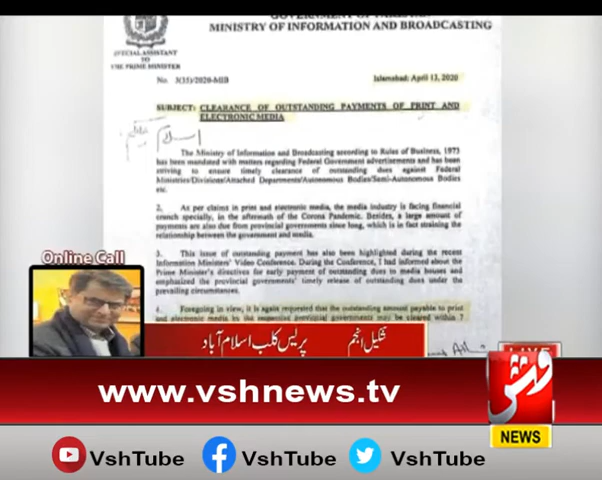 GOVERNMENT OF PAKISTAN
MINISTRY OF INFORMATION AND BROADCASTING
SPECIAL ASSISTANT
TO
THE PRIME MINISTER
No. 3(35)/2020-MIB
Islamabad: April 13, 2020
SUBJECT: CLEARANCE OF OUTSTANDING PAYMENTS OF PRINT AND
ELECTRONIC MEDIA
The Ministry of Information and Broadcasting according to Rules of Business, 1973
has been mandated with matters regarding Federal Government advertisements and has been
striving to ensure timely clearance of outstanding dues against Federal
Ministries/Divisions/Attached Departments/Autonomous Bodies/Semi-Autonomous Bodies
etc.
2. As per claims in print and electronic media, the media industry is facing financial
crunch specially, in the aftermath of the Corona Pandemic. Besides, a large amount of
payments are also due from provincial governments since long, which is in fact straining the
relationship between the government and media.
3. This issue of outstanding payment has also been highlighted during the recent
Information Ministers' Video Conference. During the Conference, I had informed about the
Prime Minister's directives for early payment of outstanding dues to media houses and
emphasized the provincial governments' timely release of outstanding dues under the
prevailing circumstances.
4. Foregoing in view, it is again requested that the outstanding amount payable to print
and electronic media by the respective provincial governments may be cleared within 7
Online Call
شکیل انجم پریس کلب اسلام آباد
LIVE
www.vshnews.tv
وش
NEWS
VshTube VshTube VshTube